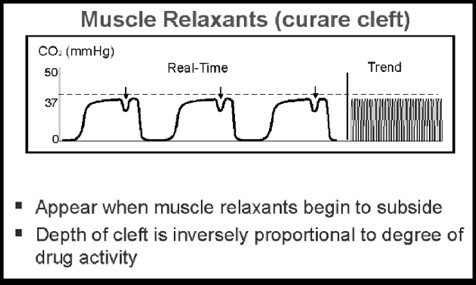 Muscle Relaxants (curare cleft)
CO₂ (mmHg)
50
Real-Time
Trend
37
0
▪ Appear when muscle relaxants begin to subside
▪ Depth of cleft is inversely proportional to degree of
drug activity